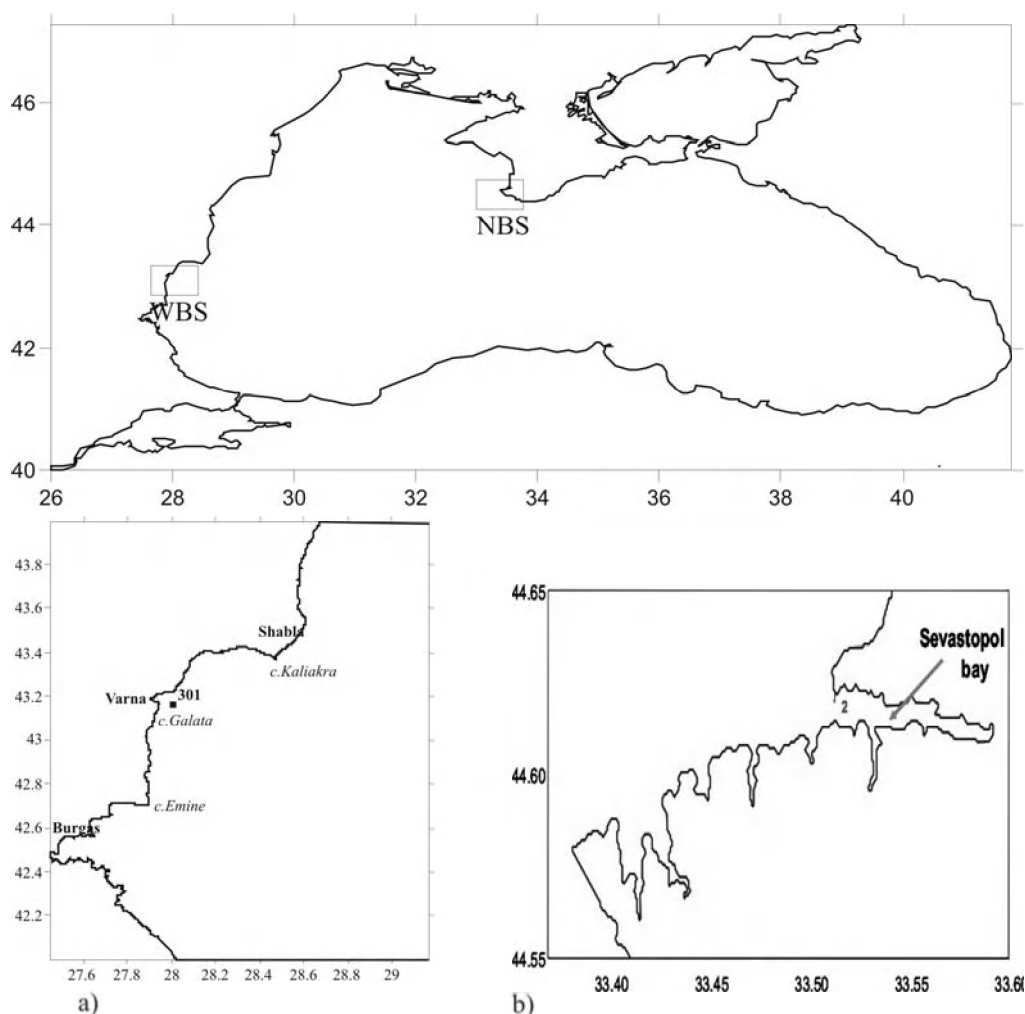 46
44
42
40
NBS
WBS
26 28 30 32 34 36 38 40
43.8
43.6
43.4
43.2
43
42.8
42.6
42.4
42.2
Shabla
c.Kaliakra
Varna
301
c.Galata
c.Emine
Burgas
27.6 27.8 28 28.2 28.4 28.6 28.8 29
a)
44.65
44.60
44.55
Sevastopol
bay
2
33.40 33.45 33.50 33.55 33.60
b)